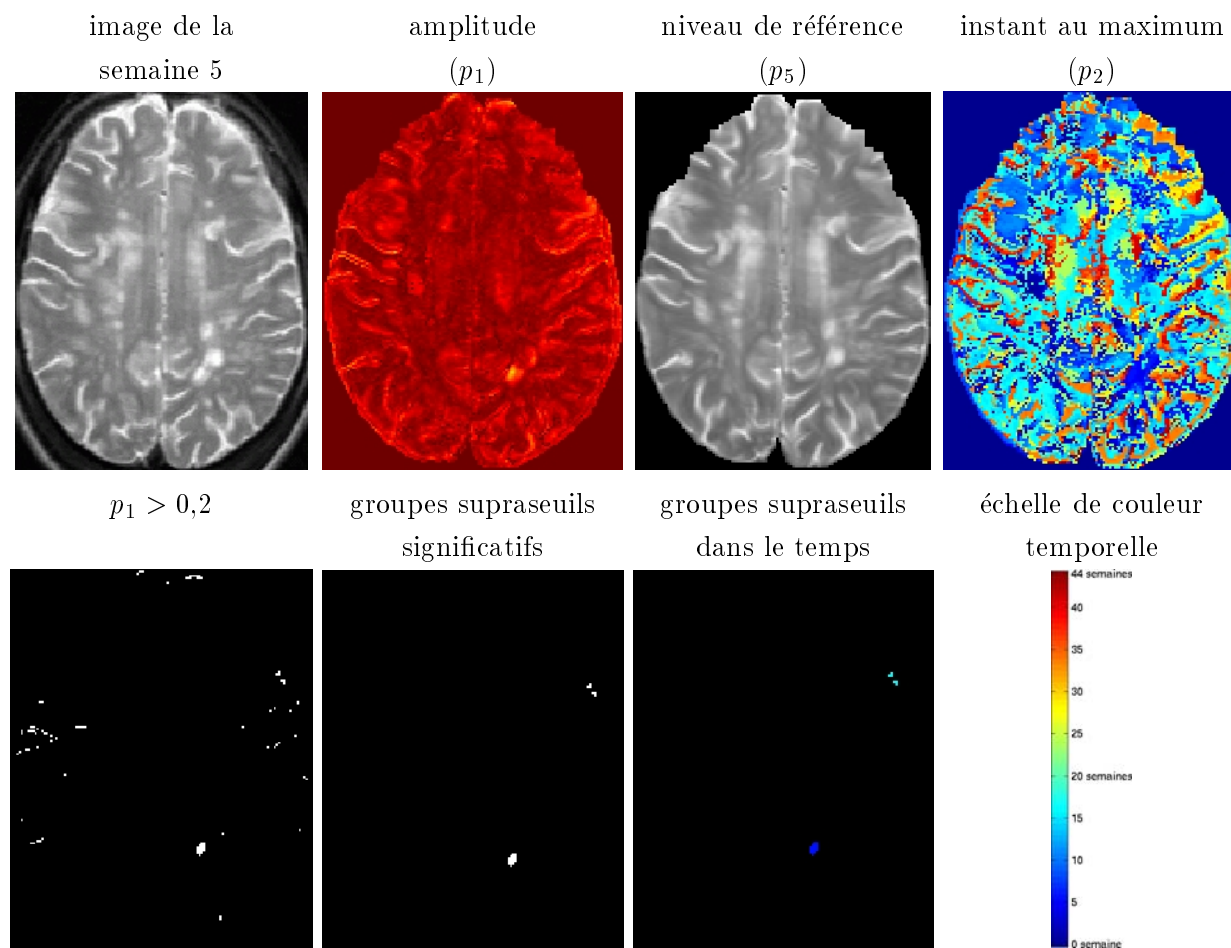 image de la
semaine 5
amplitude
(p₁)
niveau de référence
(p₅)
instant au maximum
(p₂)
p₁ > 0,2
groupes supraseuils
significatifs
groupes supraseuils
dans le temps
échelle de couleur
temporelle
44 semaines
40
35
30
25
20 semaines
15
10
5
0 semaine